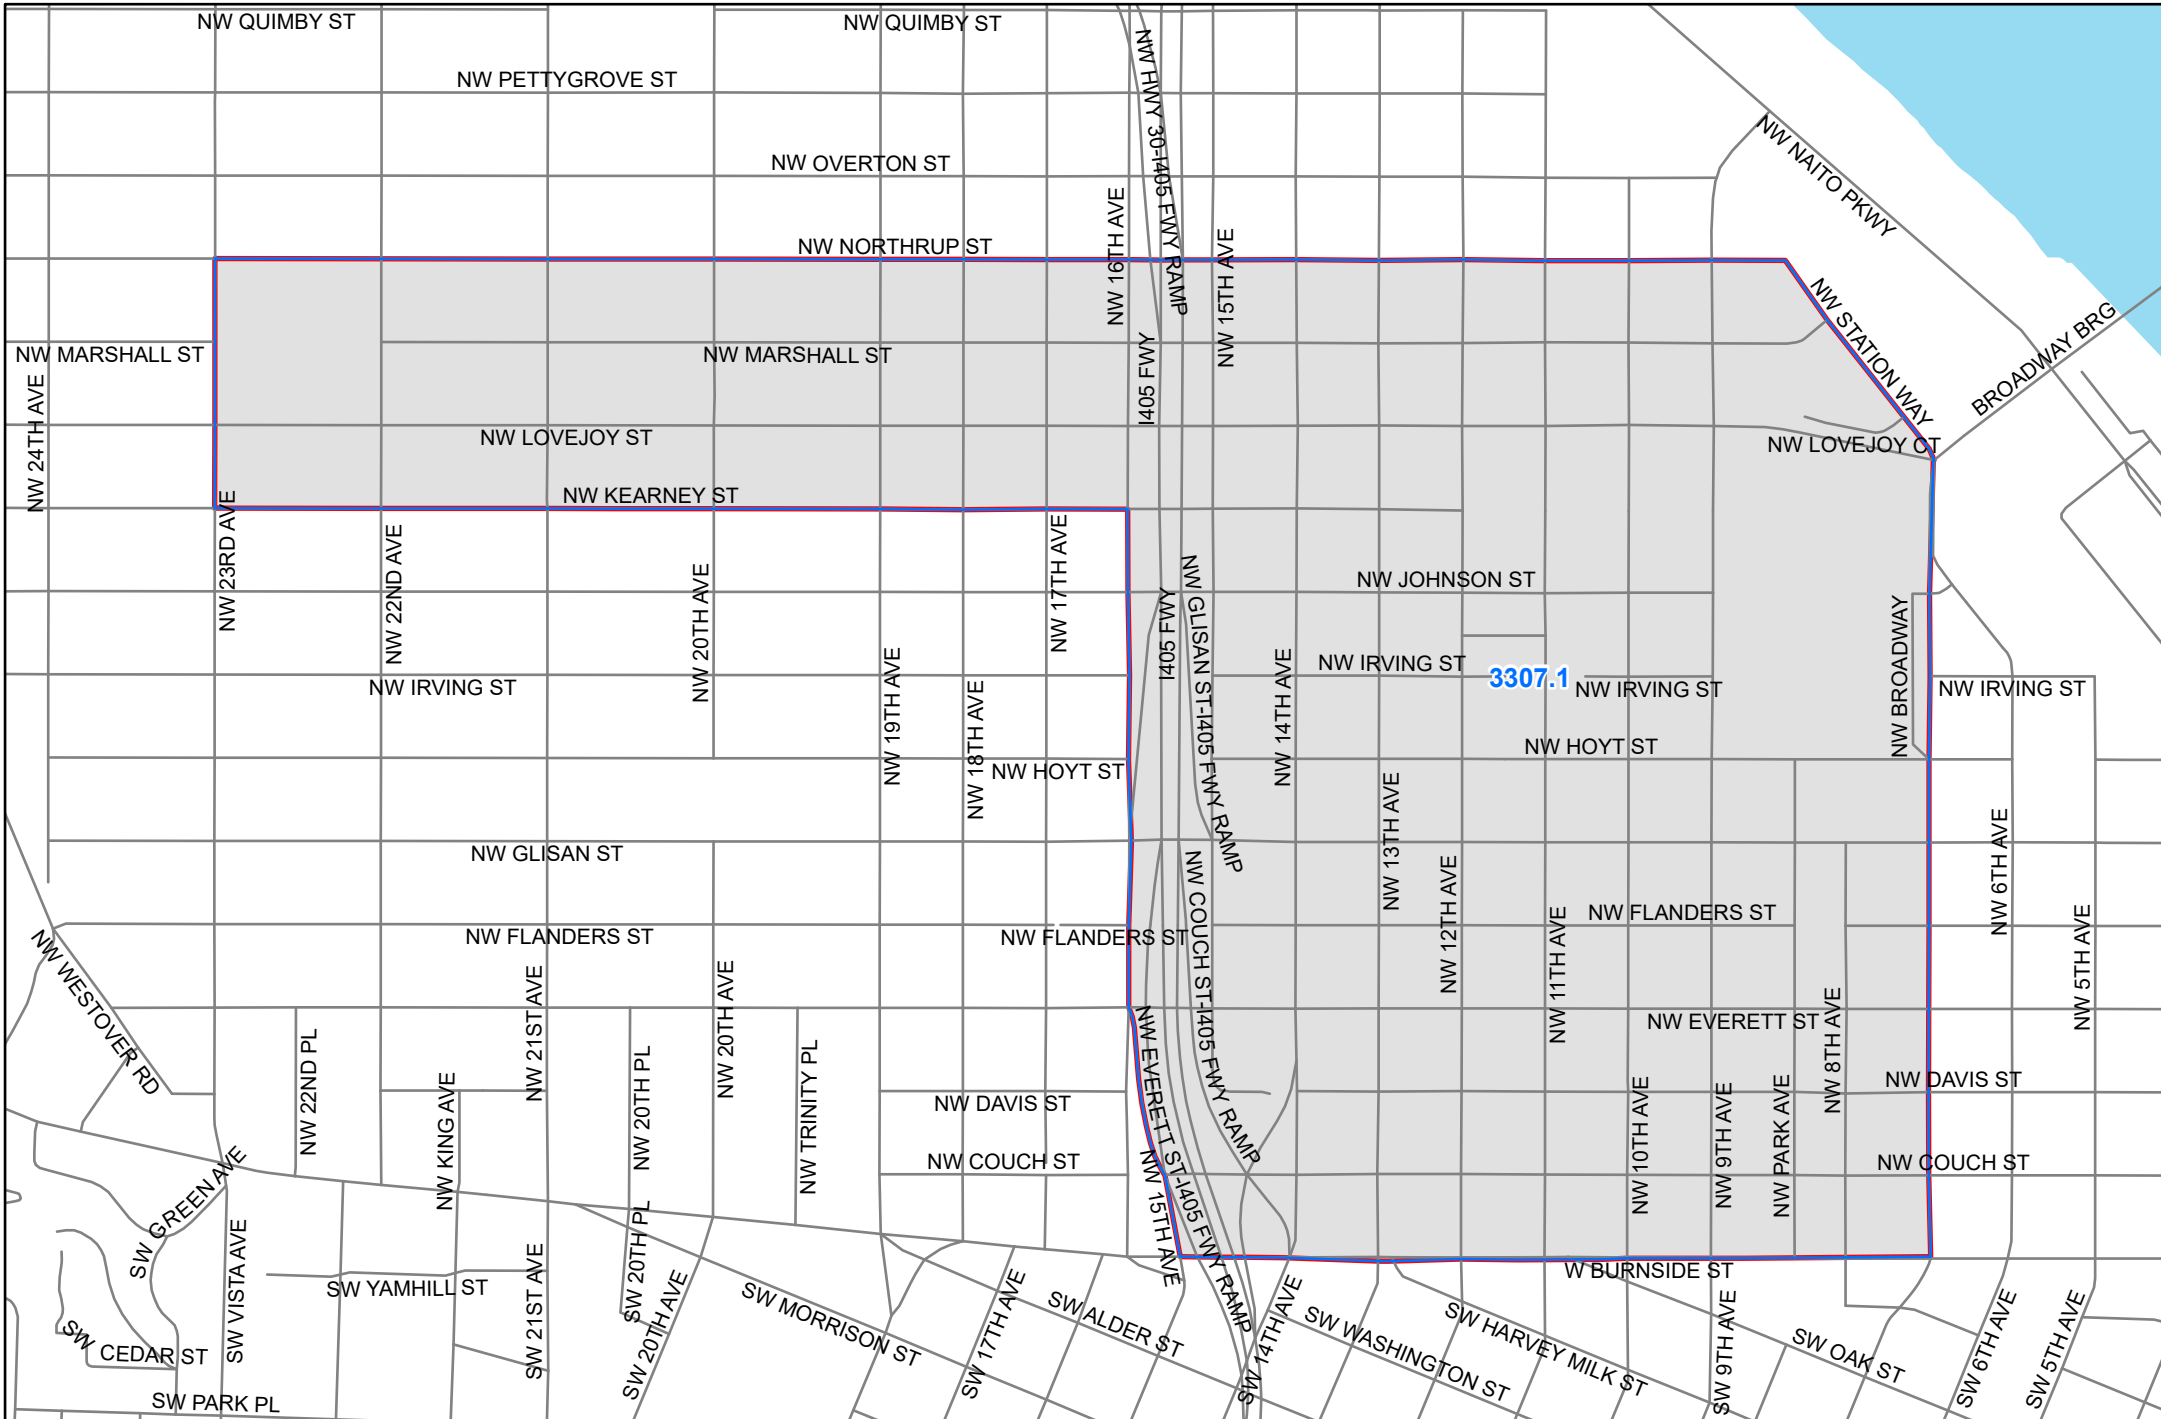 NW QUIMBY ST
NW QUIMBY ST
NW PETTYGROVE ST
NW HWY 30-I405 FWY RAMP
NW OVERTON ST
NW NAITO PKWY
NW NORTHRUP ST
NW 16TH AVE
NW 15TH AVE
NW STATION WAY
BROADWAY BRG
NW MARSHALL ST
NW MARSHALL ST
I405 FWY
NW 24TH AVE
NW LOVEJOY ST
NW LOVEJOY CT
NW KEARNEY ST
NW 23RD AVE
NW 22ND AVE
NW 20TH AVE
NW 17TH AVE
I405 FWY
NW GLISAN ST-I405 FWY RAMP
NW JOHNSON ST
NW BROADWAY
NW IRVING ST
NW IRVING ST
3307.1
NW IRVING ST
NW IRVING ST
NW 19TH AVE
NW 18TH AVE
NW 14TH AVE
NW HOYT ST
NW HOYT ST
NW 13TH AVE
NW 12TH AVE
NW 6TH AVE
NW GLISAN ST
NW COUCH ST-I405 FWY RAMP
NW FLANDERS ST
NW FLANDERS ST
NW FLANDERS ST
NW 11TH AVE
NW 5TH AVE
NW WESTOVER RD
NW 21ST AVE
NW 20TH AVE
NW EVERETT ST
NW EVERETT ST-I405 FWY RAMP
NW 8TH AVE
NW 22ND PL
NW KING AVE
NW 20TH PL
NW TRINITY PL
NW DAVIS ST
NW DAVIS ST
NW 10TH AVE
NW 9TH AVE
NW PARK AVE
NW COUCH ST
NW COUCH ST
NW 15TH AVE
SW GREEN AVE
SW VISTA AVE
SW 20TH PL
SW 21ST AVE
SW YAMHILL ST
SW 20TH AVE
SW MORRISON ST
SW 17TH AVE
SW ALDER ST
SW 14TH AVE
W BURNSIDE ST
SW WASHINGTON ST
SW HARVEY MILK ST
SW 9TH AVE
SW OAK ST
SW 6TH AVE
SW 5TH AVE
SW CEDAR ST
SW PARK PL